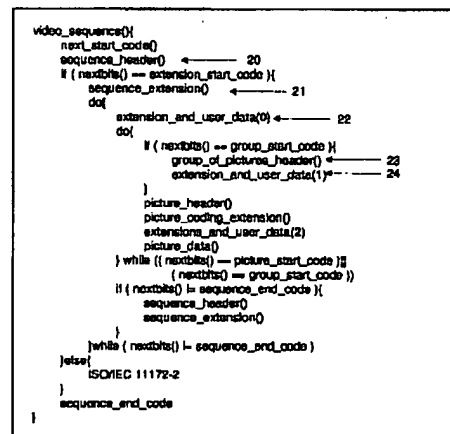 video_sequence(){
next_start_code()
sequence_header() 20
if ( nextbits() == extension_start_code ){
sequence_extension() 21
do{
extension_and_user_data(0) 22
do{
if ( nextbits() == group_start_code ){
group_of_pictures_header() 23
extension_and_user_data(1) 24
}
picture_header()
picture_coding_extension()
extensions_and_user_data(2)
picture_data()
} while (( nextbits() == picture_start_code )||
( nextbits() == group_start_code ))
if ( nextbits() != sequence_end_code ){
sequence_header()
sequence_extension()
}
}while ( nextbits() != sequence_end_code )
}else{
ISO/IEC 11172-2
}
sequence_end_code
}